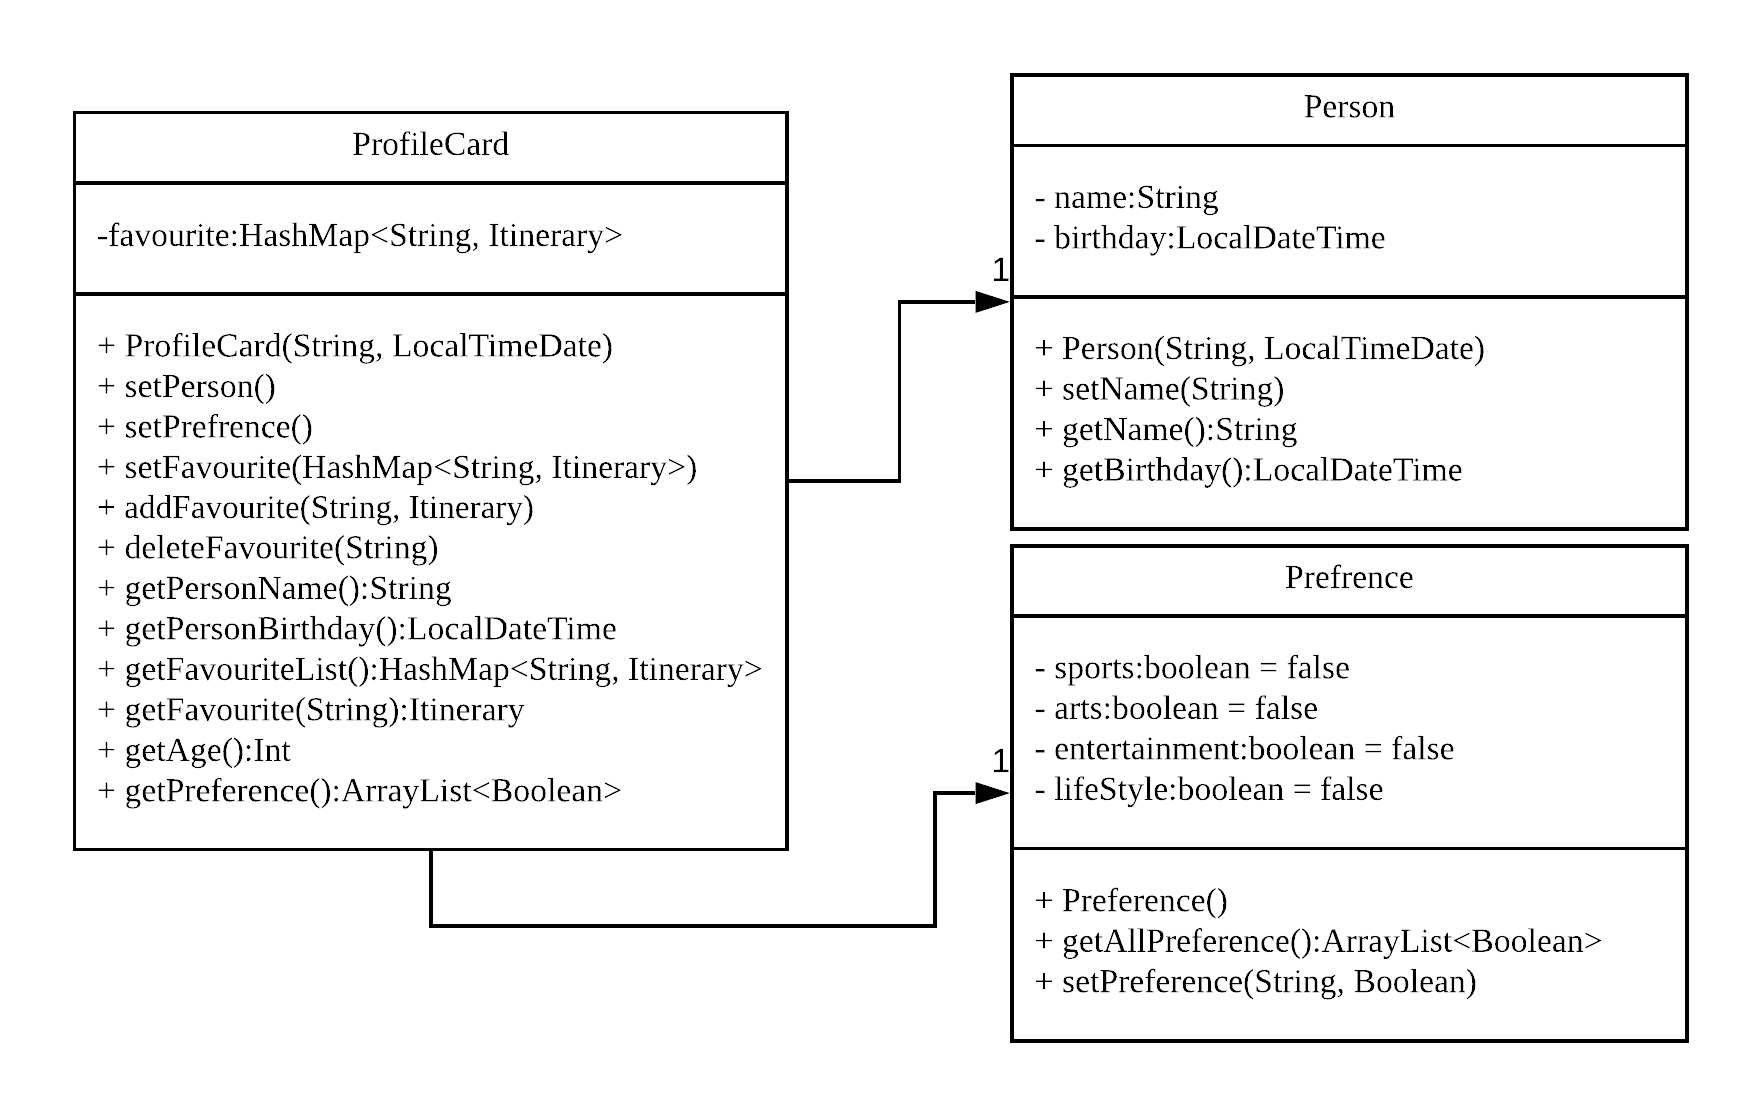 ProfileCard
-favourite:HashMap<String, Itinerary>
+ ProfileCard(String, LocalTimeDate)
+ setPerson()
+ setPrefrence()
+ setFavourite(HashMap<String, Itinerary>)
+ addFavourite(String, Itinerary)
+ deleteFavourite(String)
+ getPersonName():String
+ getPersonBirthday():LocalDateTime
+ getFavouriteList():HashMap<String, Itinerary>
+ getFavourite(String):Itinerary
+ getAge():Int
+ getPreference():ArrayList<Boolean>
1
Person
- name:String
- birthday:LocalDateTime
+ Person(String, LocalTimeDate)
+ setName(String)
+ getName():String
+ getBirthday():LocalDateTime
1
Prefrence
- sports:boolean = false
- arts:boolean = false
- entertainment:boolean = false
- lifeStyle:boolean = false
+ Preference()
+ getAllPreference():ArrayList<Boolean>
+ setPreference(String, Boolean)